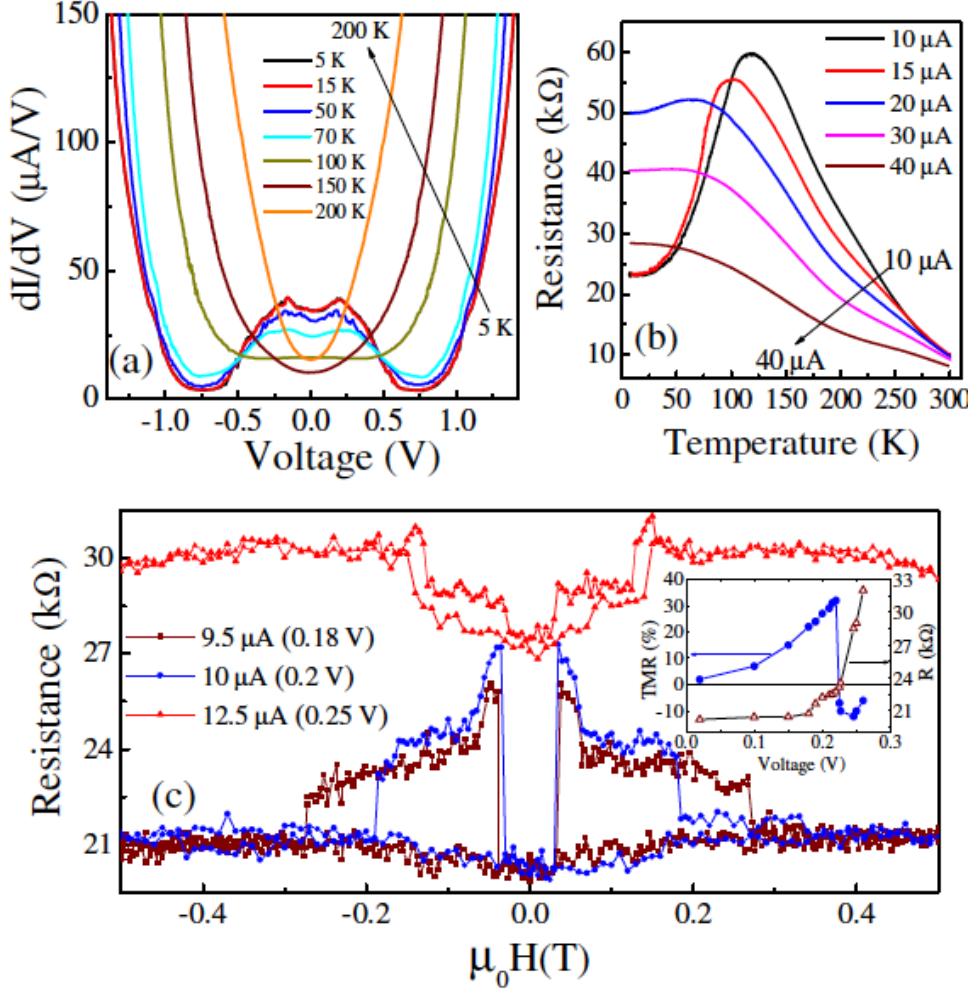 150
100
50
0
dI/dV (µA/V)
200 K
5 K
15 K
50 K
70 K
100 K
150 K
200 K
5 K
(a)
-1.0 -0.5 0.0 0.5 1.0
Voltage (V)
60
50
40
30
20
10
Resistance (kΩ)
10 µA
15 µA
20 µA
30 µA
40 µA
10 µA
(b)
40 µA
0 50 100 150 200 250 300
Temperature (K)
30
27
24
21
Resistance (kΩ)
9.5 µA (0.18 V)
10 µA (0.2 V)
12.5 µA (0.25 V)
(c)
-0.4 -0.2 0.0 0.2 0.4
µ0H(T)
40
30
20
10
0
-10
TMR (%)
33
30
27
24
21
R (kΩ)
0.0 0.1 0.2 0.3
Voltage (V)